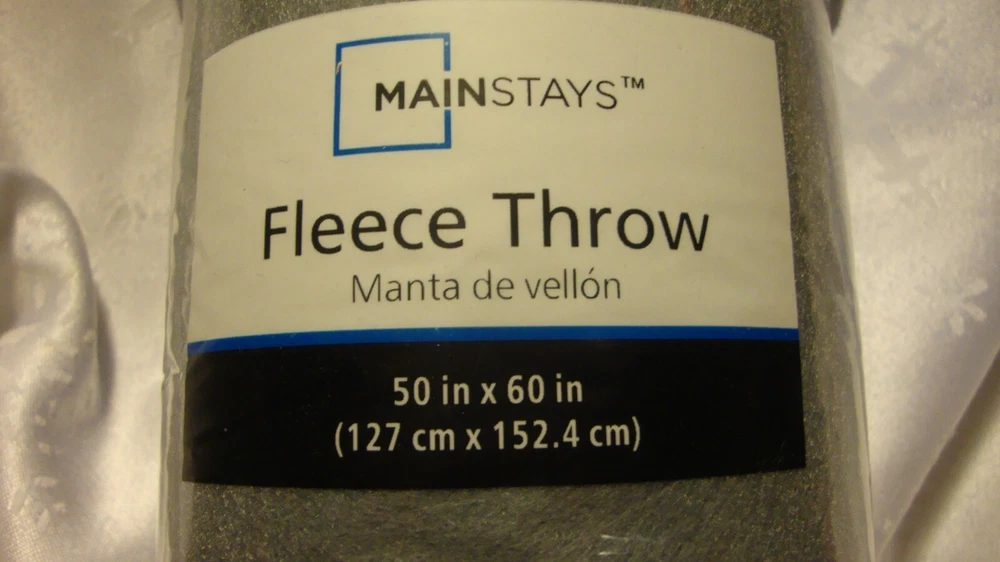 MAINSTAYS™
Fleece Throw
Manta de vellón
50 in x 60 in
(127 cm x 152.4 cm)